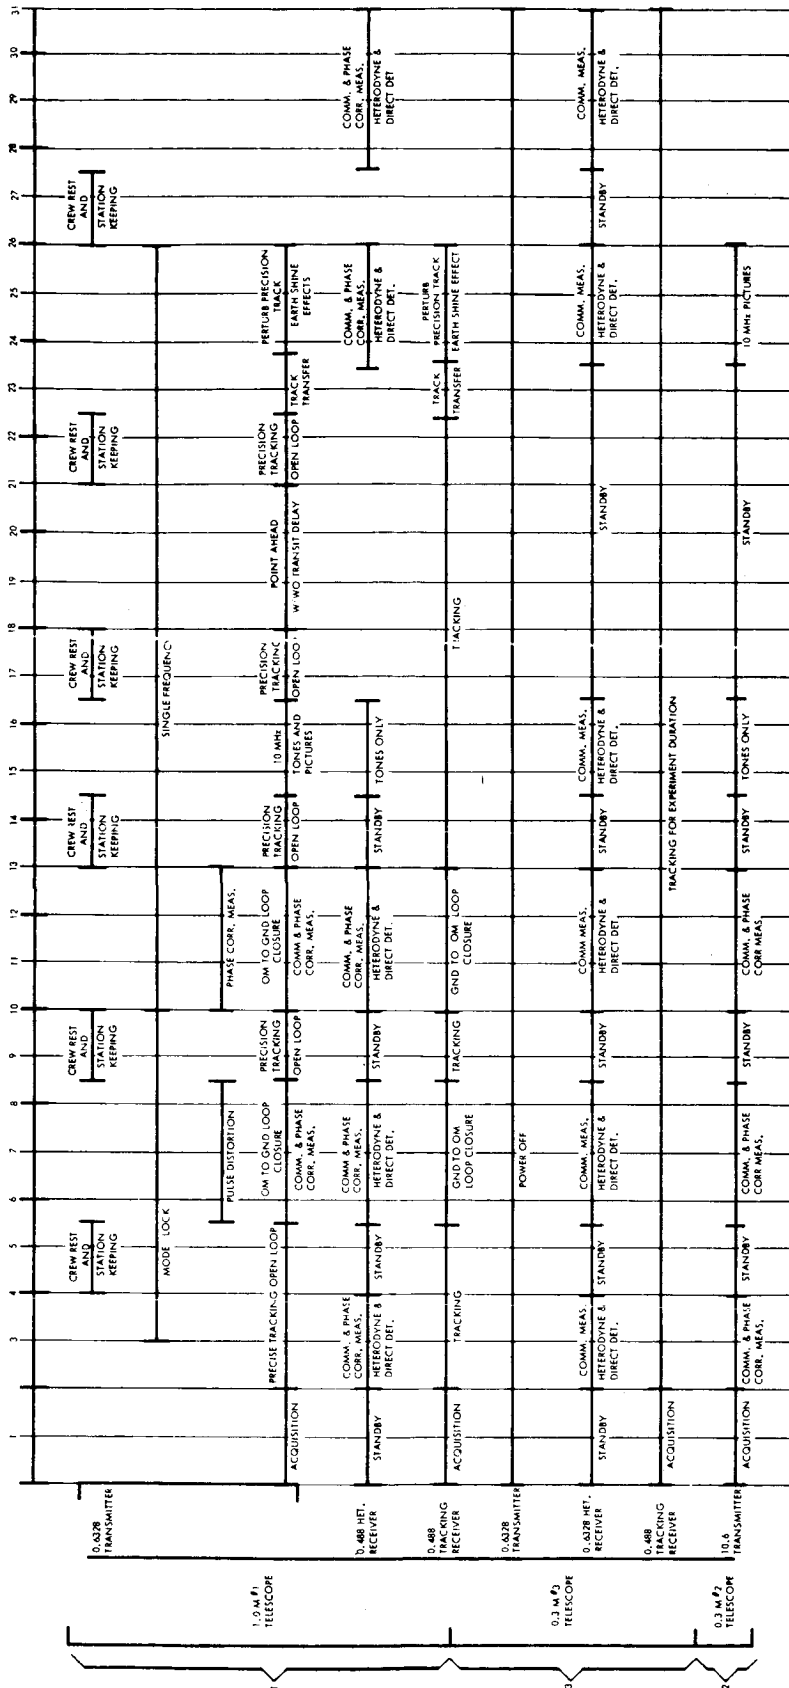 1 2 3 4 5 6 7 8 9 10 11 12 13 14 15 16 17 18 19 20 21 22 23 24 25 26 27 28 29 30 31
1.0 M #1
TELESCOPE
0.6328
TRANSMITTER
CREW REST
AND
STATION
KEEPING
CREW REST
AND
STATION
KEEPING
CREW REST
AND
STATION
KEEPING
CREW REST
AND
STATION
KEEPING
CREW REST
AND
STATION
KEEPING
CREW REST
AND
STATION
KEEPING
MODE LOCK
SINGLE FREQUENCY
PULSE DISTORTION
PHASE CORR. MEAS.
ACQUISITION
PRECISE TRACKING OPEN LOOP
OM TO GND LOOP
CLOSURE
COMM. & PHASE
CORR. MEAS.
PRECISION
TRACKING
OPEN LOOP
OM TO GND LOOP
CLOSURE
COMM & PHASE
CORR. MEAS.
PRECISION
TRACKING
OPEN LOOP
10 MHz
TONES AND
PICTURES
PRECISION
TRACKING
OPEN LOOP
POINT AHEAD
W/WO TRANSIT DELAY
PRECISION
TRACKING
OPEN LOOP
TRACK
TRANSFER
PERTURB PRECISION
TRACK
EARTH SHINE
EFFECTS
0.488 HET.
RECEIVER
STANDBY
COMM. & PHASE
CORR. MEAS.
HETERODYNE &
DIRECT DET.
STANDBY
COMM & PHASE
CORR. MEAS.
HETERODYNE &
DIRECT DET.
STANDBY
COMM. & PHASE
CORR. MEAS.
HETERODYNE &
DIRECT DET.
STANDBY
TONES ONLY
COMM. & PHASE
CORR. MEAS.
HETERODYNE &
DIRECT DET.
COMM. & PHASE
CORR. MEAS.
HETERODYNE &
DIRECT DET
0.488
TRACKING
RECEIVER
ACQUISITION
TRACKING
GND TO OM
LOOP CLOSURE
TRACKING
GND TO OM LOOP
CLOSURE
TRACKING
TRACK
TRANSFER
PERTURB
PRECISION TRACK
EARTH SHINE EFFECT
0.3 M #3
TELESCOPE
3
0.6328
TRANSMITTER
POWER OFF
0.6328 HET.
RECEIVER
STANDBY
COMM. MEAS.
HETERODYNE &
DIRECT DET.
STANDBY
COMM. MEAS.
HETERODYNE &
DIRECT DET.
STANDBY
COMM MEAS.
HETERODYNE &
DIRECT DET.
STANDBY
COMM. MEAS.
HETERODYNE &
DIRECT DET.
STANDBY
COMM. MEAS.
HETERODYNE &
DIRECT DET.
STANDBY
COMM. MEAS.
HETERODYNE &
DIRECT DET.
0.488
TRACKING
RECEIVER
ACQUISITION
TRACKING FOR EXPERIMENT DURATION
0.3 M #2
TELESCOPE
2
10.6
TRANSMITTER
ACQUISITION
COMM. & PHASE
CORR. MEAS.
STANDBY
COMM. & PHASE
CORR MEAS.
STANDBY
COMM. & PHASE
CORR MEAS
STANDBY
TONES ONLY
STANDBY
10 MHz PICTURES